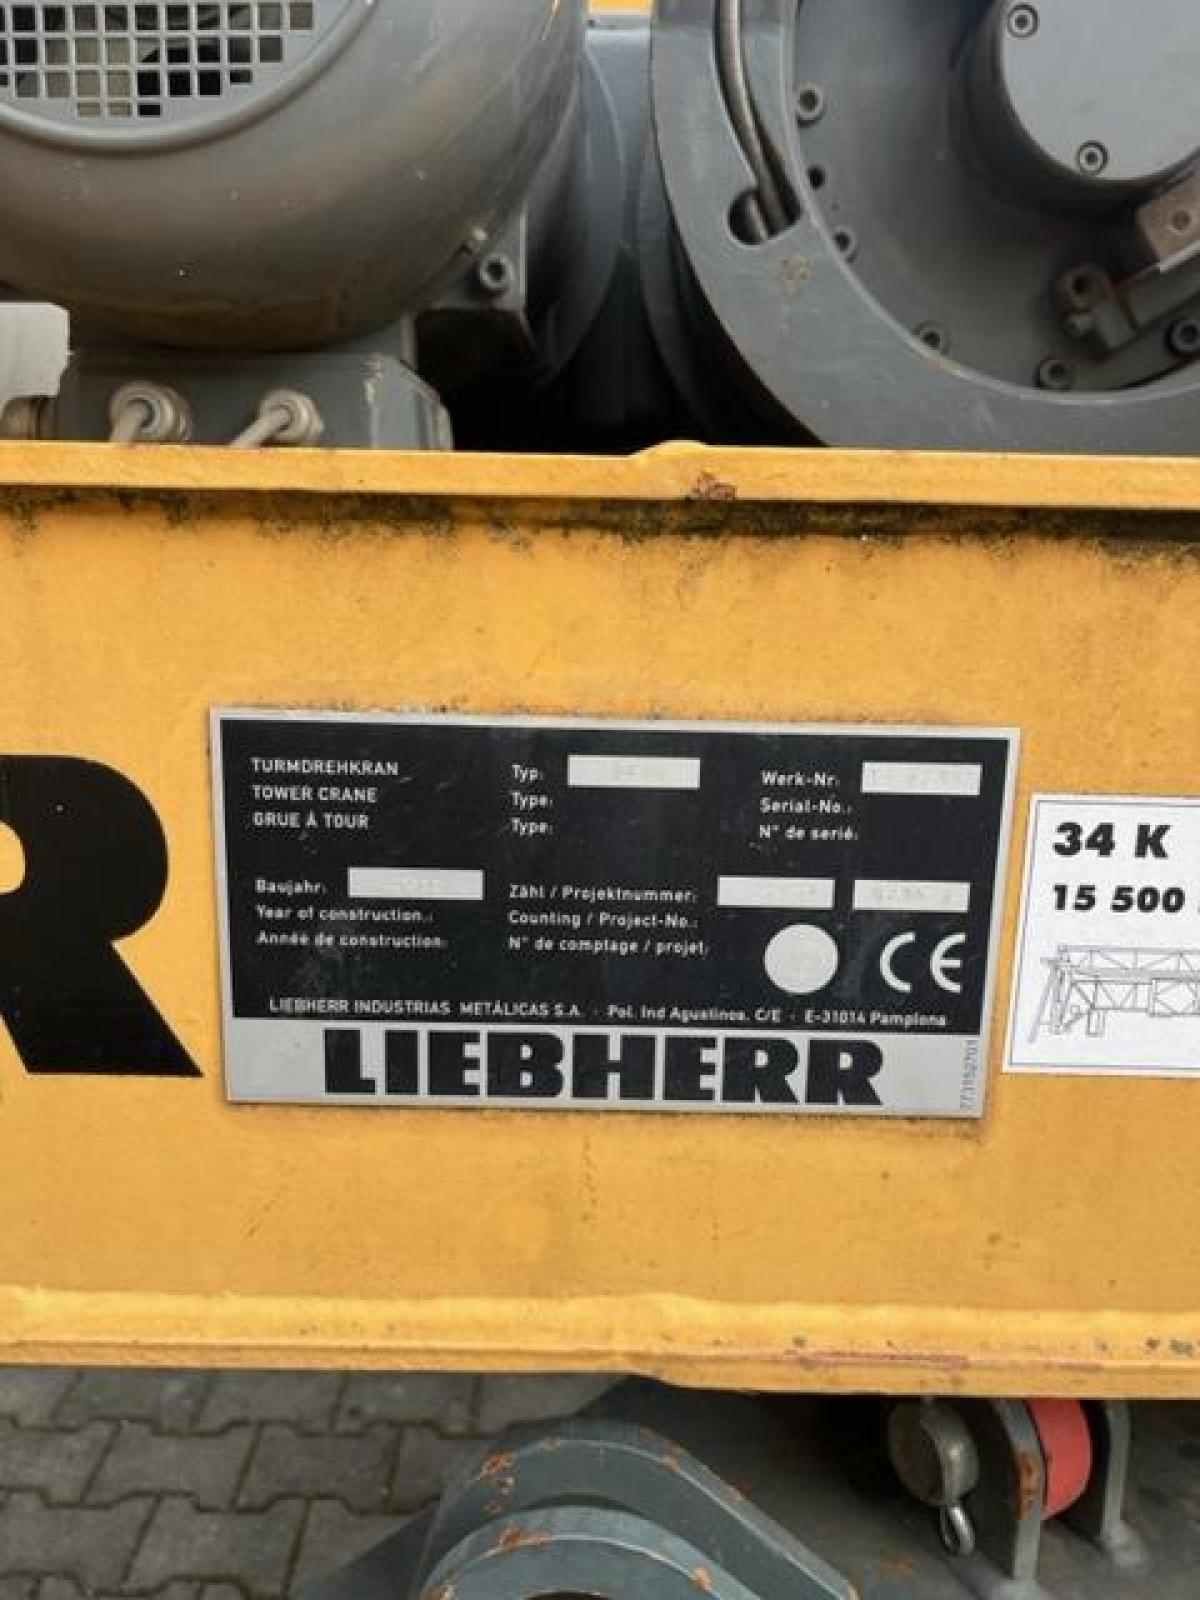 R
TURMDREHKRAN
TOWER CRANE
GRUE À TOUR
Typ:
Type:
Type:
Werk-Nr:
Serial-No.:
N° de serié:
Baujahr:
Year of construction.:
Année de construction:
Zähl / Projektnummer:
Counting / Project-No.:
N° de comptage / projet:
CE
LIEBHERR INDUSTRIAS METÁLICAS S.A. · Pol. Ind Agustinos. C/E · E-31014 Pamplona
LIEBHERR
773152701
34 K
15 500